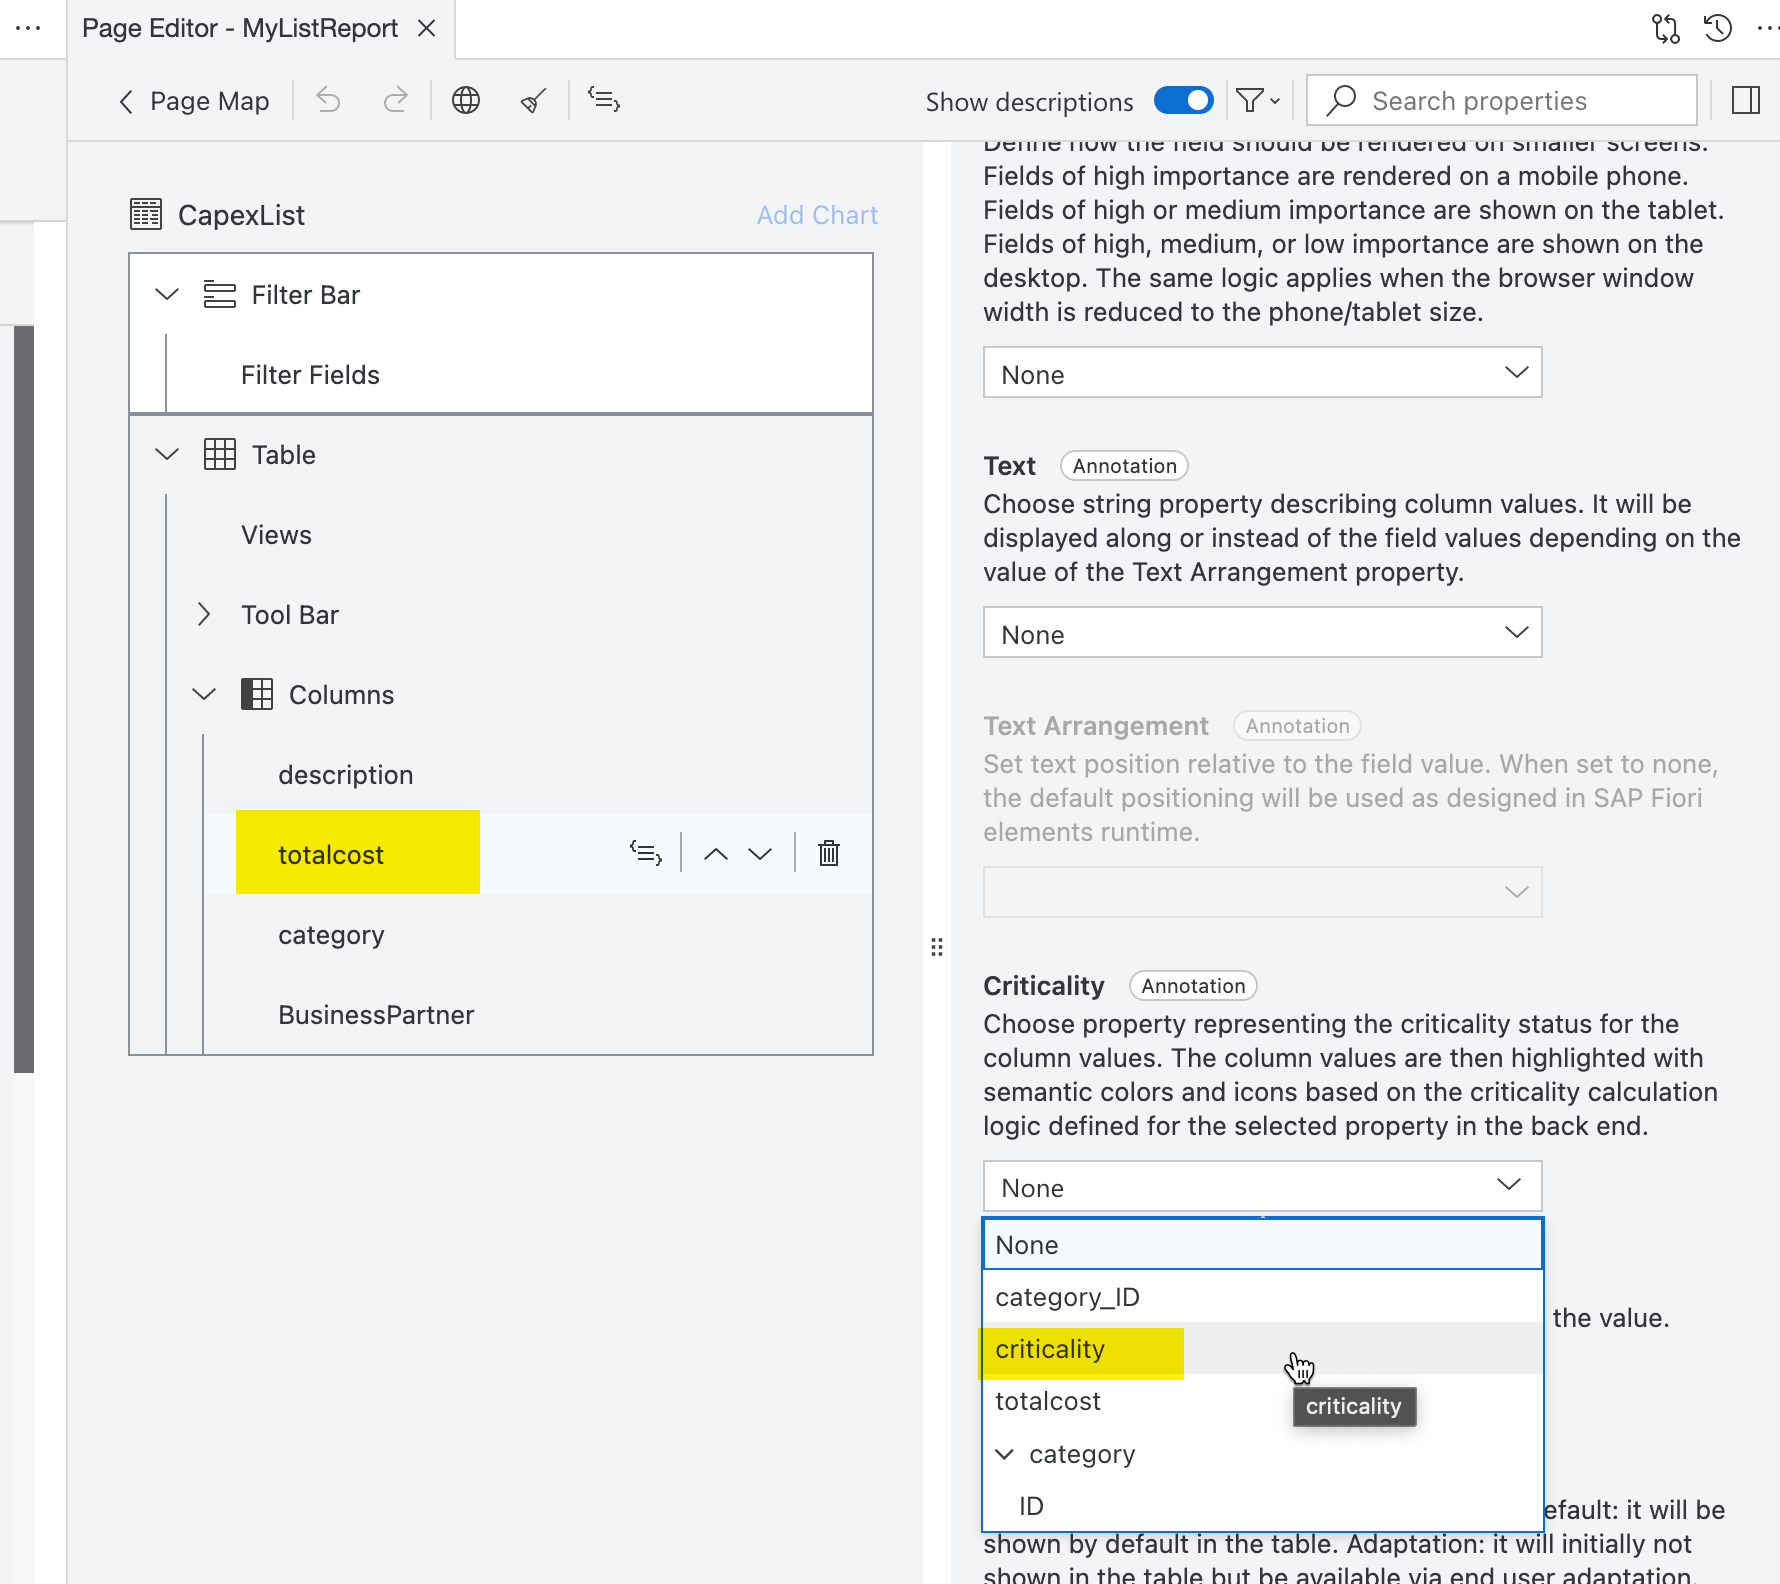 Page Editor - MyListReport
Page Map
Show descriptions
Search properties
CapexList
Add Chart
Filter Bar
Filter Fields
Table
Views
Tool Bar
Columns
description
totalcost
category
BusinessPartner
Define how the field should be rendered on smaller screens.
Fields of high importance are rendered on a mobile phone.
Fields of high or medium importance are shown on the tablet.
Fields of high, medium, or low importance are shown on the
desktop. The same logic applies when the browser window
width is reduced to the phone/tablet size.
None
Text Annotation
Choose string property describing column values. It will be
displayed along or instead of the field values depending on the
value of the Text Arrangement property.
None
Text Arrangement Annotation
Set text position relative to the field value. When set to none,
the default positioning will be used as designed in SAP Fiori
elements runtime.
Criticality Annotation
Choose property representing the criticality status for the
column values. The column values are then highlighted with
semantic colors and icons based on the criticality calculation
logic defined for the selected property in the back end.
None
None
category_ID
the value.
criticality
totalcost
criticality
category
ID
efault: it will be
shown by default in the table. Adaptation: it will initially not
shown in the table but be available via end user adaptation.